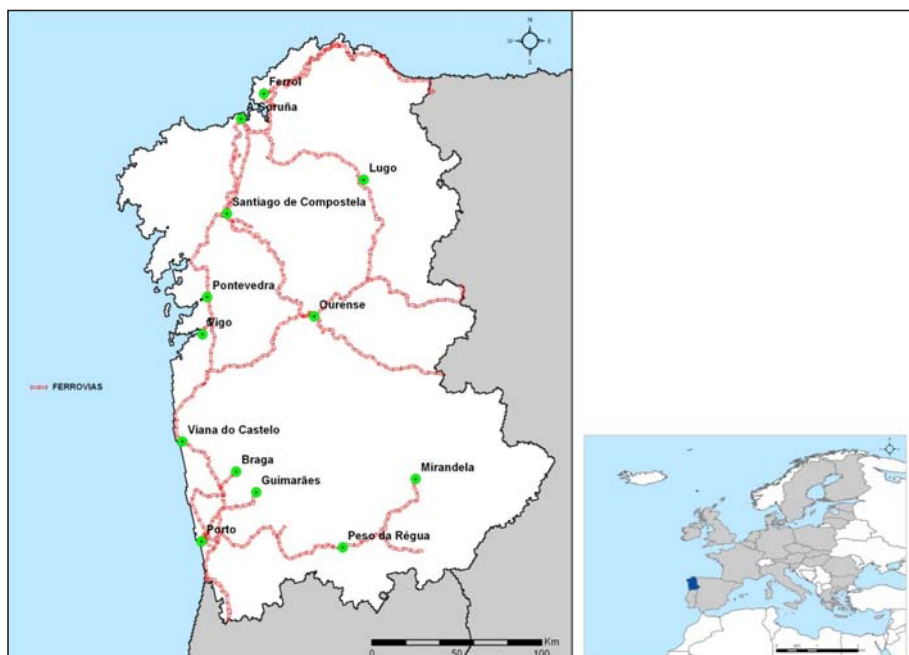 N
W E
S
Ferrol
A Coruña
Lugo
Santiago de Compostela
Pontevedra
Ourense
Vigo
FERROVIAS
Viana do Castelo
Braga
Mirandela
Guimarães
Porto
Peso da Régua
Km
0 50 100